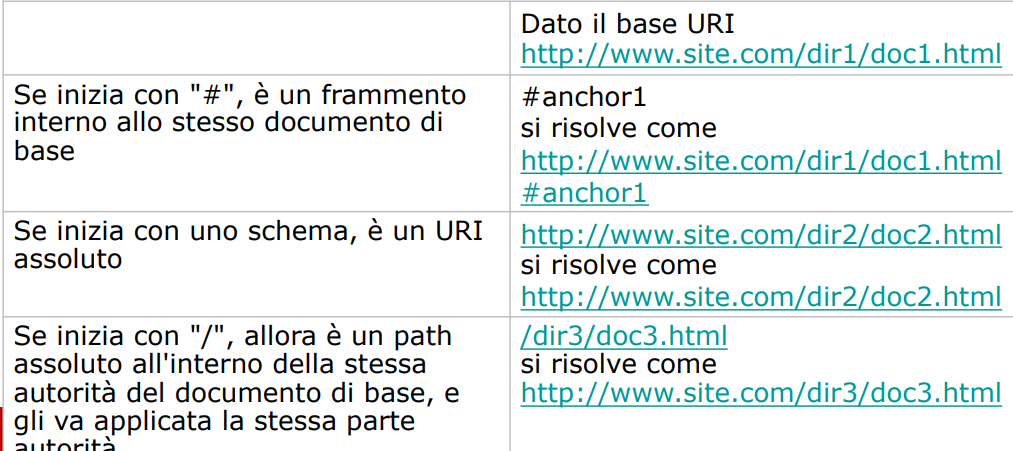 Dato il base URI
http://www.site.com/dir1/doc1.html
Se inizia con "#", è un frammento
interno allo stesso documento di
base
#anchor1
si risolve come
http://www.site.com/dir1/doc1.html
#anchor1
Se inizia con uno schema, è un URI
assoluto
http://www.site.com/dir2/doc2.html
si risolve come
http://www.site.com/dir2/doc2.html
Se inizia con "/", allora è un path
assoluto all'interno della stessa
autorità del documento di base, e
gli va applicata la stessa parte
autorità
/dir3/doc3.html
si risolve come
http://www.site.com/dir3/doc3.html